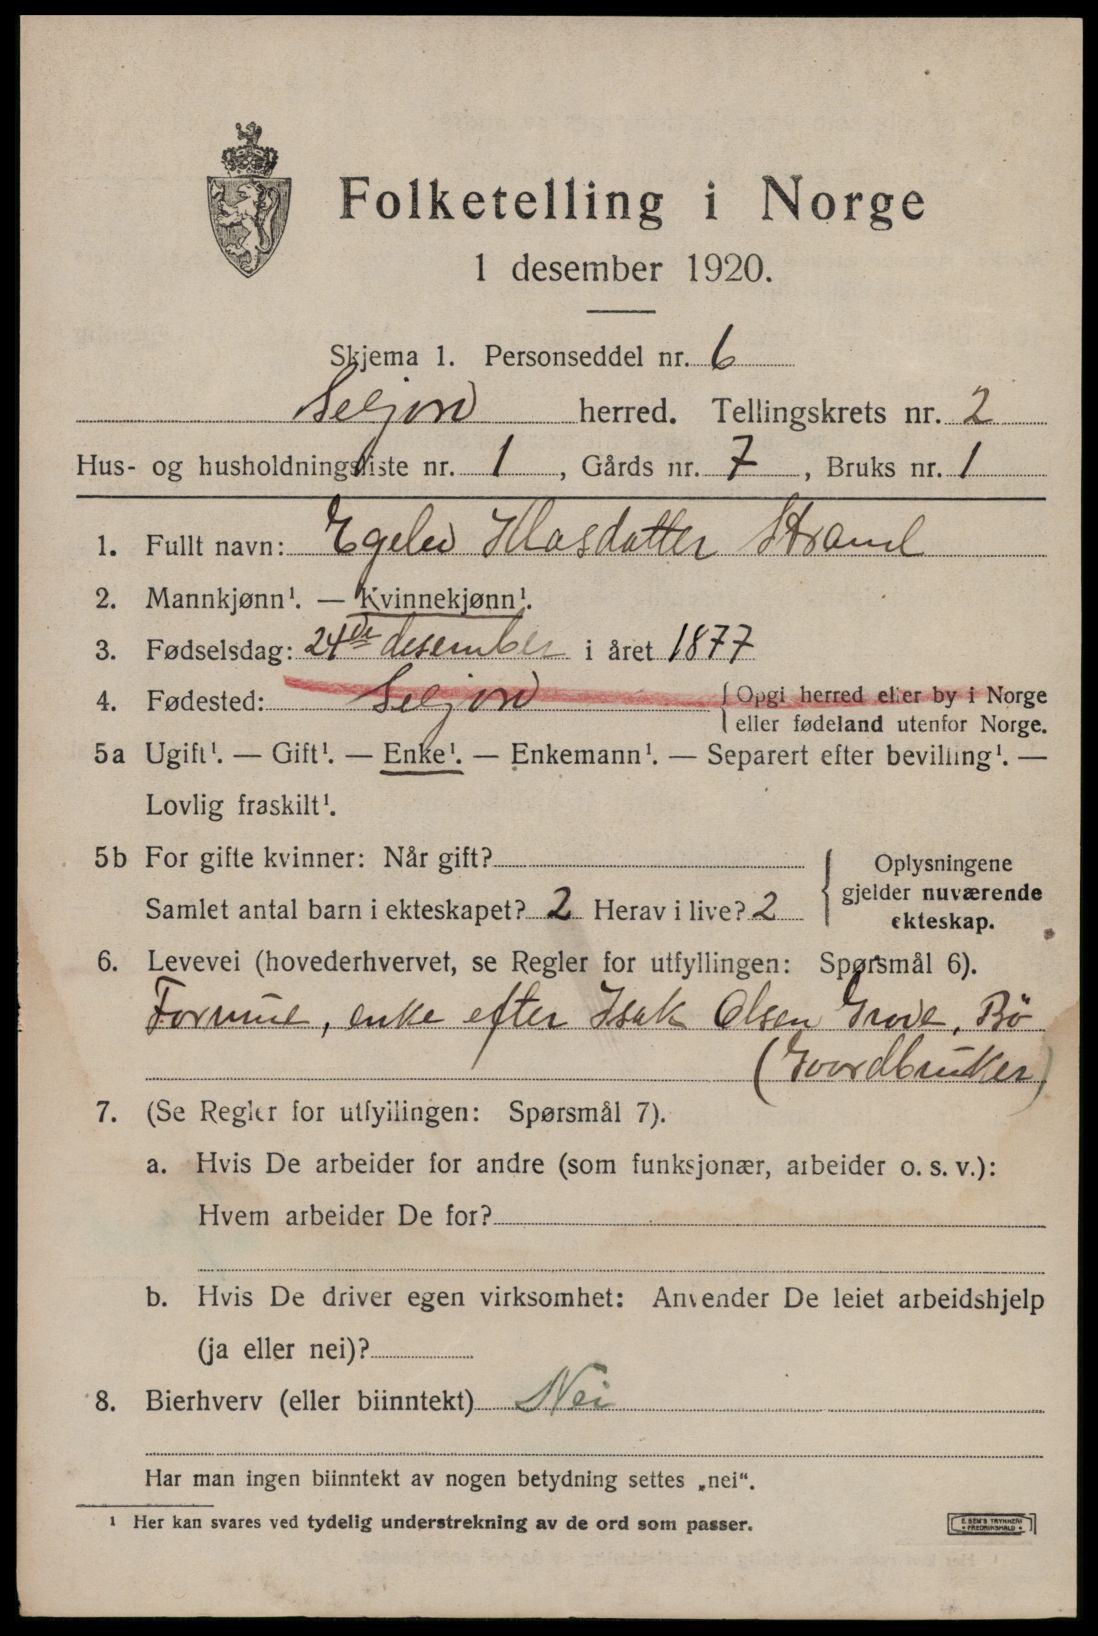 Folketelling i Norge
1 desember 1920.
Skjema 1. Personseddel nr. 6
Seljord herred. Tellingskrets nr. 2
Hus- og husholdningsliste nr. 1, Gårds nr. 7, Bruks nr. 1
1. Fullt navn: Egelev Klasdatter Strand
2. Mannkjønn¹. — Kvinnekjønn¹.
3. Fødselsdag: 24de desember i året 1877
4. Fødested: Seljord { Opgi herred eller by i Norge
eller fødeland utenfor Norge.
5a Ugift¹. — Gift¹. — Enke¹. — Enkemann¹. — Separert efter bevilling¹. —
Lovlig fraskilt¹.
5b For gifte kvinner: Når gift?
Samlet antal barn i ekteskapet? 2 Herav i live? 2
{ Oplysningene
gjelder nuværende
ekteskap.
6. Levevei (hovederhvervet, se Regler for utfyllingen: Spørsmål 6).
Formue, enke efter Isak Olsen Grave, Bø
(Goordbruker)
7. (Se Regler for utfyllingen: Spørsmål 7).
a. Hvis De arbeider for andre (som funksjonær, arbeider o. s. v.):
Hvem arbeider De for?
b. Hvis De driver egen virksomhet: Anvender De leiet arbeidshjelp
(ja eller nei)?
8. Bierhverv (eller biinntekt) Nei
Har man ingen biinntekt av nogen betydning settes „nei“.
¹ Her kan svares ved tydelig understrekning av de ord som passer.
E. SEM'S TRYKKERI
FREDRIKSHALD